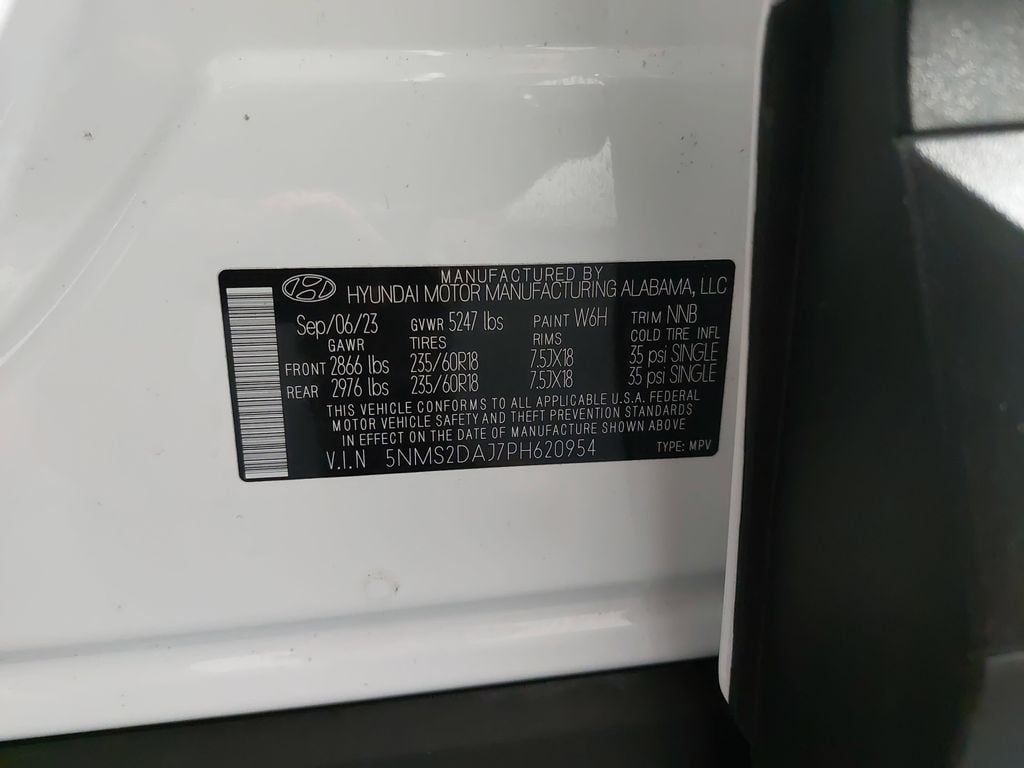 MANUFACTURED BY
HYUNDAI MOTOR MANUFACTURING ALABAMA, LLC
Sep/06/23 GVWR 5247 lbs PAINT W6H TRIM NNB
GAWR TIRES RIMS COLD TIRE INFL
FRONT 2866 lbs 235/60R18 7.5JX18 35 psi SINGLE
REAR 2976 lbs 235/60R18 7.5JX18 35 psi SINGLE
THIS VEHICLE CONFORMS TO ALL APPLICABLE U.S.A. FEDERAL
MOTOR VEHICLE SAFETY AND THEFT PREVENTION STANDARDS
IN EFFECT ON THE DATE OF MANUFACTURE SHOWN ABOVE
V.I.N 5NMS2DAJ7PH620954 TYPE: MPV